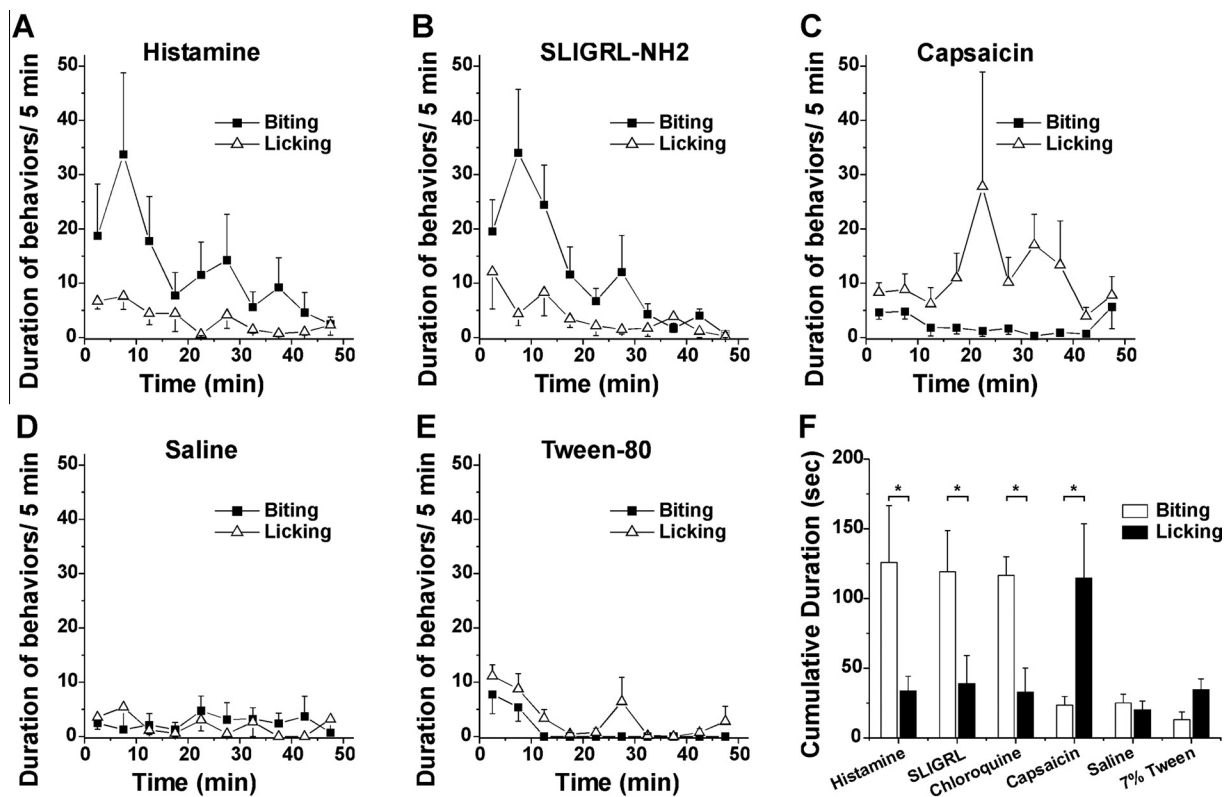 A
Histamine
Duration of behaviors/ 5 min
50
40
30
20
10
0
Biting
Licking
0 10 20 30 40 50
Time (min)
B
SLIGRL-NH2
Duration of behaviors/ 5 min
50
40
30
20
10
0
Biting
Licking
0 10 20 30 40 50
Time (min)
C
Capsaicin
Duration of behaviors/ 5 min
50
40
30
20
10
0
Biting
Licking
0 10 20 30 40 50
Time (min)
D
Saline
Duration of behaviors/ 5 min
50
40
30
20
10
0
Biting
Licking
0 10 20 30 40 50
Time (min)
E
Tween-80
Duration of behaviors/ 5 min
50
40
30
20
10
0
Biting
Licking
0 10 20 30 40 50
Time (min)
F
Cumulative Duration (sec)
200
150
100
50
0
* * * *
Biting
Licking
Histamine
SLIGRL
Chloroquine
Capsaicin
Saline
7% Tween